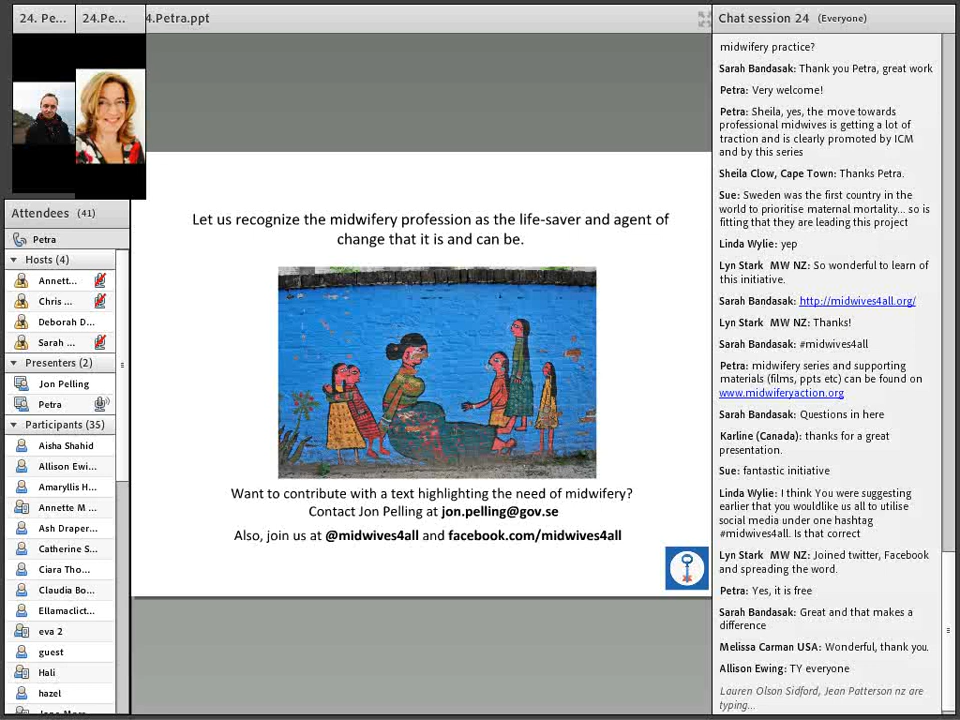 24. Pe...
24.Pe...
4.Petra.ppt
Attendees (41)
Petra
Hosts (4)
Annett...
Chris ...
Deborah D...
Sarah ...
Presenters (2)
Jon Pelling
Petra
Participants (35)
Aisha Shahid
Allison Ewi...
Amaryllis H...
Annette M ...
Ash Draper...
Catherine S...
Ciara Tho...
Claudia Bo...
Ellamaclict...
eva 2
guest
Hali
hazel
Let us recognize the midwifery profession as the life-saver and agent of
change that it is and can be.
Want to contribute with a text highlighting the need of midwifery?
Contact Jon Pelling at jon.pelling@gov.se
Also, join us at @midwives4all and facebook.com/midwives4all
Chat session 24 (Everyone)
midwifery practice?
Sarah Bandasak: Thank you Petra, great work
Petra: Very welcome!
Petra: Sheila, yes, the move towards
professional midwives is getting a lot of
traction and is clearly promoted by ICM
and by this series
Sheila Clow, Cape Town: Thanks Petra.
Sue: Sweden was the first country in the
world to prioritise maternal mortality... so is
fitting that they are leading this project
Linda Wylie: yep
Lyn Stark MW NZ: So wonderful to learn of
this initiative.
Sarah Bandasak: http://midwives4all.org/
Lyn Stark MW NZ: Thanks!
Sarah Bandasak: #midwives4all
Petra: midwifery series and supporting
materials (films, ppts etc) can be found on
www.midwiferyaction.org
Sarah Bandasak: Questions in here
Karline (Canada): thanks for a great
presentation.
Sue: fantastic initiative
Linda Wylie: I think You were suggesting
earlier that you wouldlike us all to utilise
social media under one hashtag
#midwives4all. Is that correct
Lyn Stark MW NZ: Joined twitter, Facebook
and spreading the word.
Petra: Yes, it is free
Sarah Bandasak: Great and that makes a
difference
Melissa Carman USA: Wonderful, thank you.
Allison Ewing: TY everyone
Lauren Olson Sidford, Jean Patterson nz are
typing...